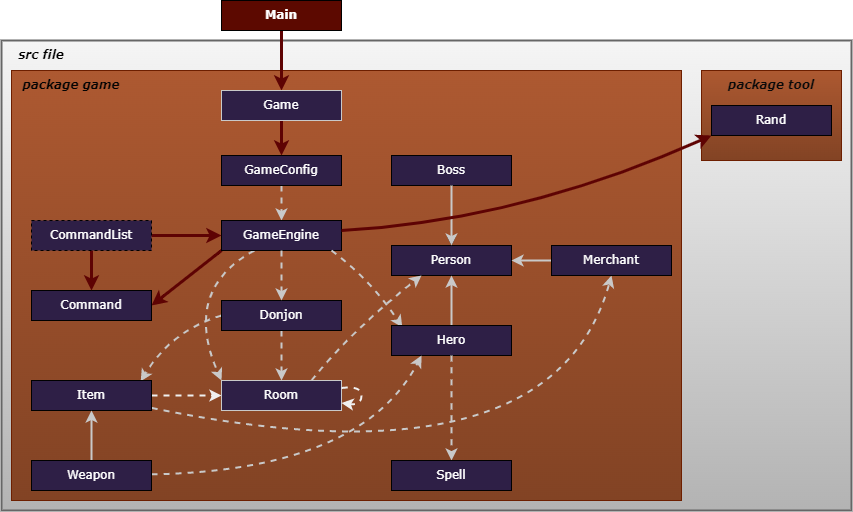 Main
src file
package game
package tool
Game
Rand
GameConfig
Boss
CommandList
GameEngine
Person
Merchant
Command
Donjon
Hero
Item
Room
Weapon
Spell